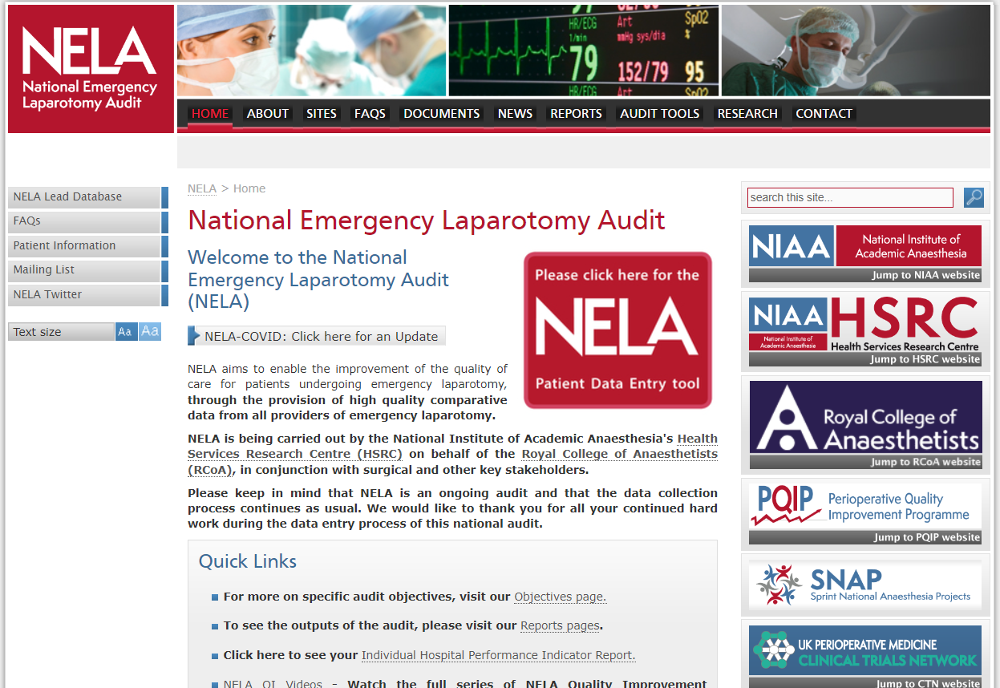 NELA
National Emergency
Laparotomy Audit
HR/ECG
1/min
79
HR/ECG
Art
mmHg sys/dia
152/79
Art
SpO2
%
95
SpO2
HOME ABOUT SITES FAQS DOCUMENTS NEWS REPORTS AUDIT TOOLS RESEARCH CONTACT
NELA Lead Database
FAQs
Patient Information
Mailing List
NELA Twitter
Text size Aa Aa
NELA > Home
National Emergency Laparotomy Audit
Welcome to the National
Emergency Laparotomy Audit
(NELA)
NELA-COVID: Click here for an Update
NELA aims to enable the improvement of the quality of
care for patients undergoing emergency laparotomy,
through the provision of high quality comparative
data from all providers of emergency laparotomy.
Please click here for the
NELA
Patient Data Entry tool
NELA is being carried out by the National Institute of Academic Anaesthesia's Health
Services Research Centre (HSRC) on behalf of the Royal College of Anaesthetists
(RCoA), in conjunction with surgical and other key stakeholders.
Please keep in mind that NELA is an ongoing audit and that the data collection
process continues as usual. We would like to thank you for all your continued hard
work during the data entry process of this national audit.
Quick Links
For more on specific audit objectives, visit our Objectives page.
To see the outputs of the audit, please visit our Reports pages.
Click here to see your Individual Hospital Performance Indicator Report.
NELA QI Videos - Watch the full series of NELA Quality Improvement
search this site...
NIAA National Institute of
Academic Anaesthesia
Jump to NIAA website
NIAA HSRC
National Institute of
Academic Anaesthesia
Health Services Research Centre
Jump to HSRC website
Royal College of
Anaesthetists
Jump to RCoA website
PQIP Perioperative Quality
Improvement Programme
Jump to PQIP website
SNAP
Sprint National Anaesthesia Projects
UK PERIOPERATIVE MEDICINE
CLINICAL TRIALS NETWORK
Jump to CTN website